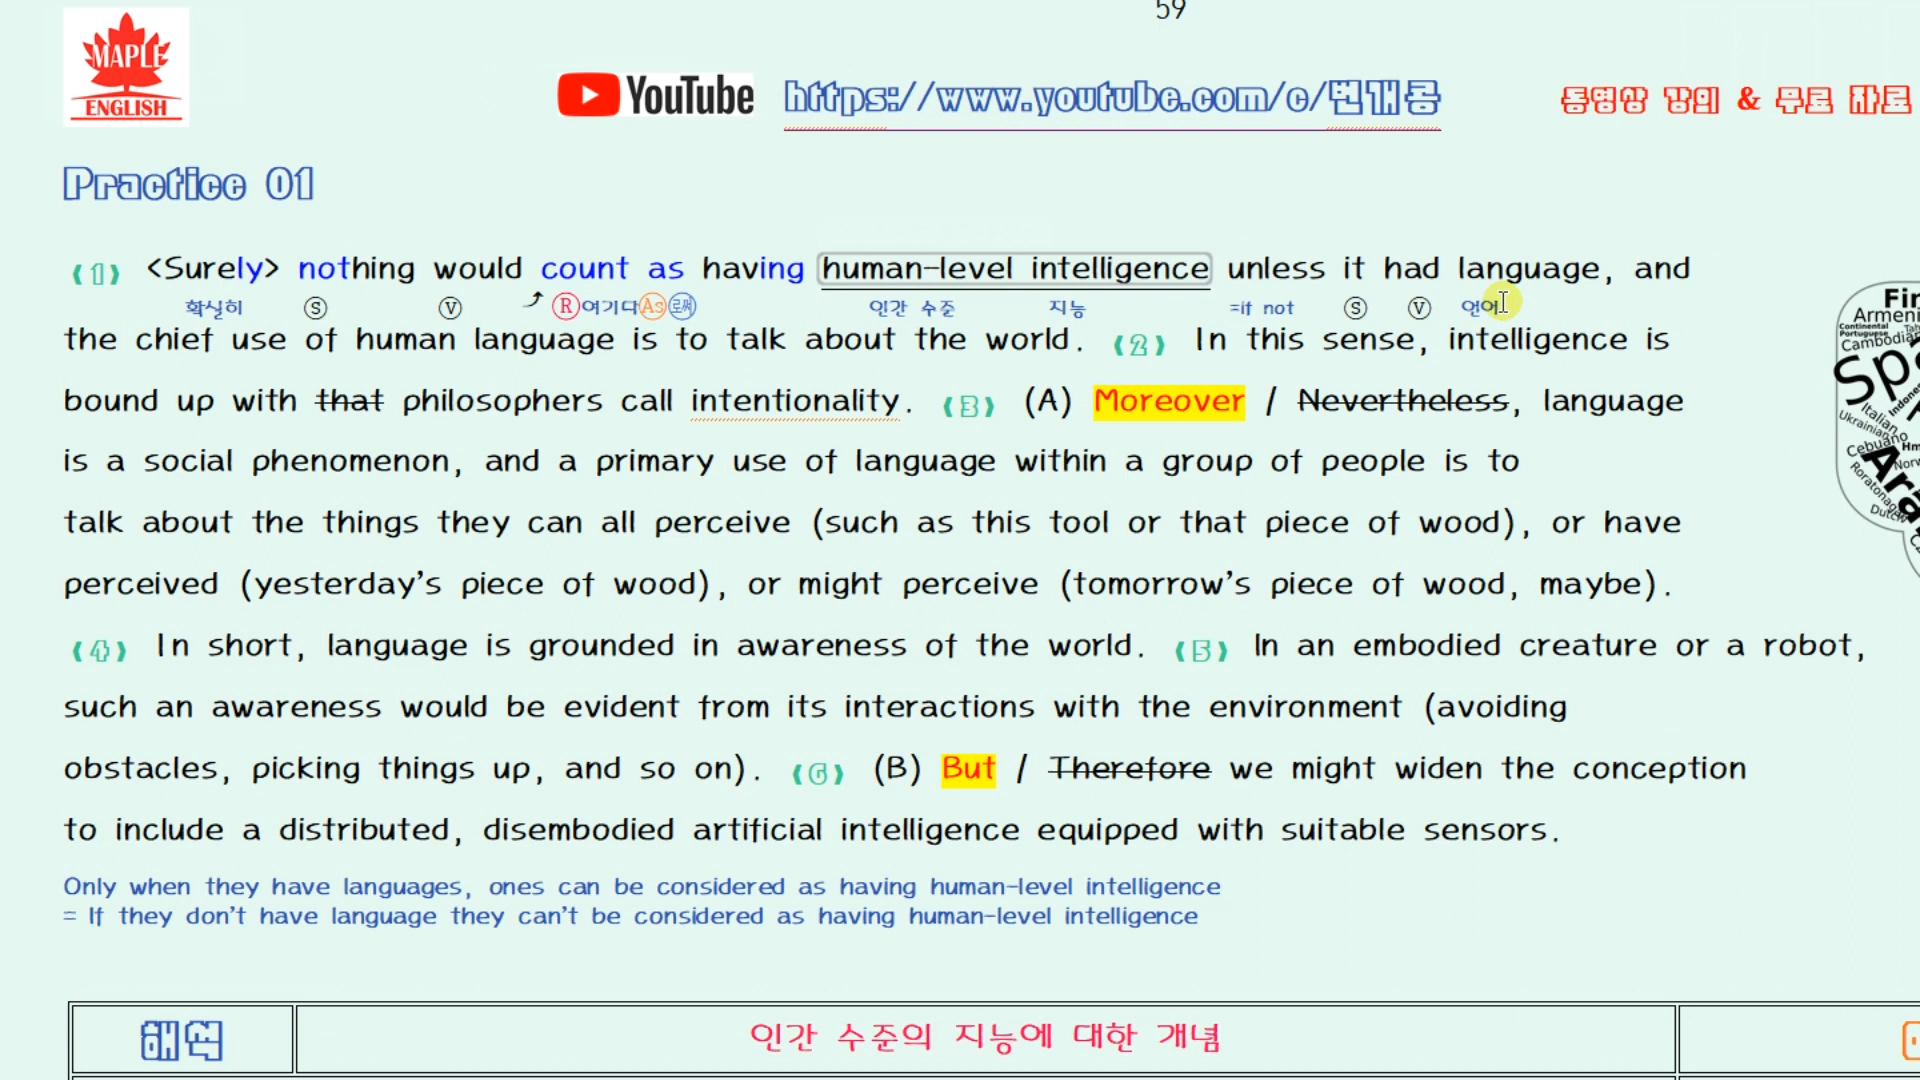 59
MAPLE
ENGLISH
YouTube https://www.youtube.com/c/번개콩 동영상 강의 & 무료 자료
Practice 01
(1) <Surely> nothing would count as having human-level intelligence unless it had language, and
확실히 S V R여기다As로써 인간 수준 지능 =if not S V 언어
the chief use of human language is to talk about the world. (2) In this sense, intelligence is
bound up with that philosophers call intentionality. (3) (A) Moreover / Nevertheless, language
is a social phenomenon, and a primary use of language within a group of people is to
talk about the things they can all perceive (such as this tool or that piece of wood), or have
perceived (yesterday's piece of wood), or might perceive (tomorrow's piece of wood, maybe).
(4) In short, language is grounded in awareness of the world. (5) In an embodied creature or a robot,
such an awareness would be evident from its interactions with the environment (avoiding
obstacles, picking things up, and so on). (6) (B) But / Therefore we might widen the conception
to include a distributed, disembodied artificial intelligence equipped with suitable sensors.
Only when they have languages, ones can be considered as having human-level intelligence
= If they don't have language they can't be considered as having human-level intelligence
해석 인간 수준의 지능에 대한 개념